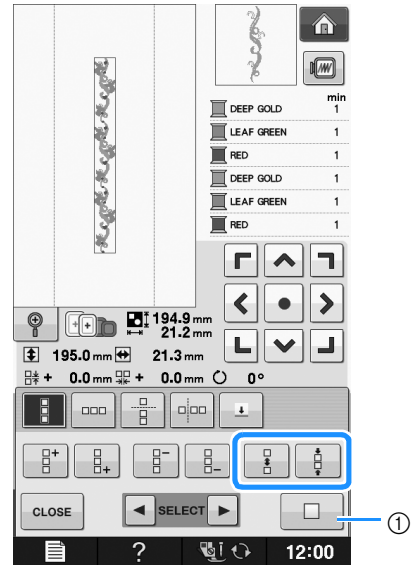 min
DEEP GOLD 1
LEAF GREEN 1
RED 1
DEEP GOLD 1
LEAF GREEN 1
RED 1
194.9 mm
21.2 mm
195.0 mm 21.3 mm
+ 0.0 mm + 0.0 mm 0°
CLOSE SELECT
①
? 12:00